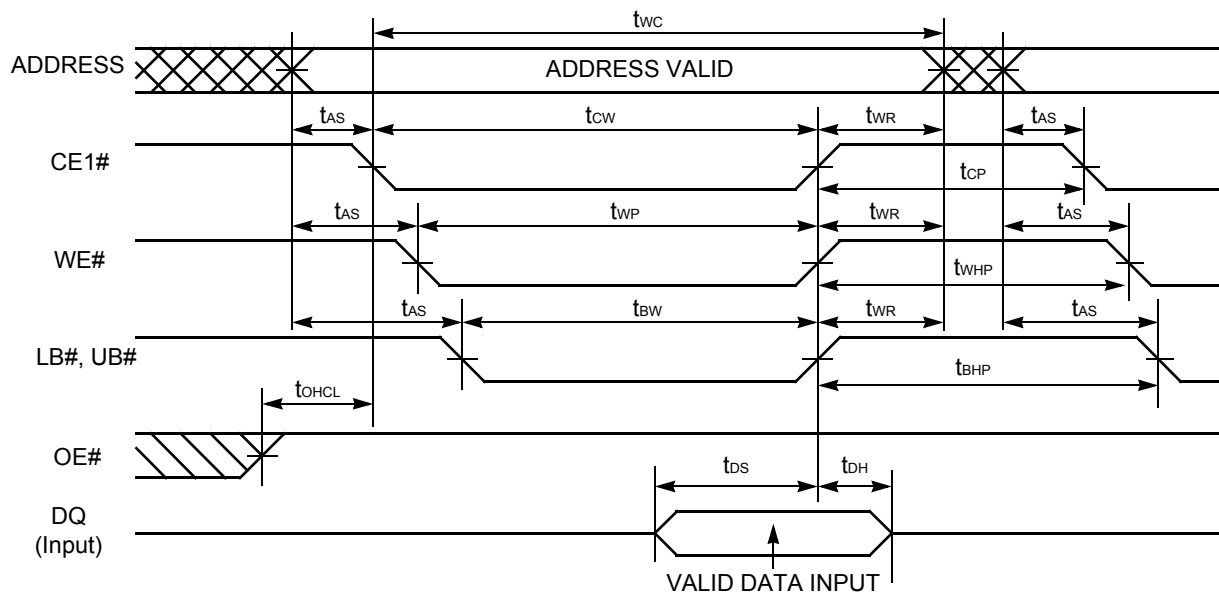 tWC
ADDRESS
ADDRESS VALID
tAS
tCW
tWR
tAS
CE1#
tCP
tAS
tWP
tWR
tAS
WE#
tWHP
tAS
tBW
tWR
tAS
LB#, UB#
tBHP
tOHCL
OE#
tDS
tDH
DQ
(Input)
VALID DATA INPUT